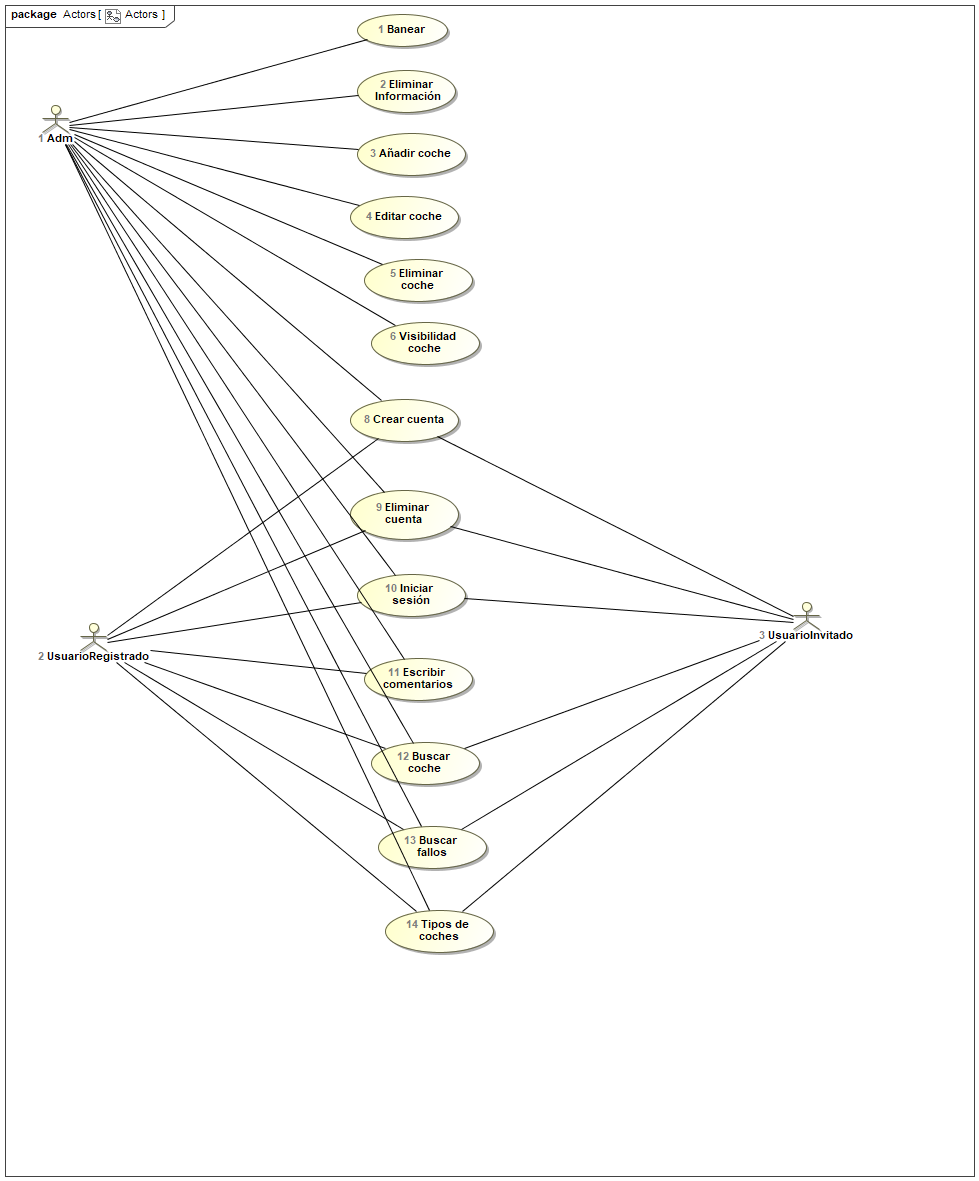 package Actors [ Actors ]
1 Banear
2 Eliminar
Información
1 Adm
3 Añadir coche
4 Editar coche
5 Eliminar
coche
6 Visibilidad
coche
8 Crear cuenta
9 Eliminar
cuenta
10 Iniciar
sesión
3 UsuarioInvitado
2 UsuarioRegistrado
11 Escribir
comentarios
12 Buscar
coche
13 Buscar
fallos
14 Tipos de
coches